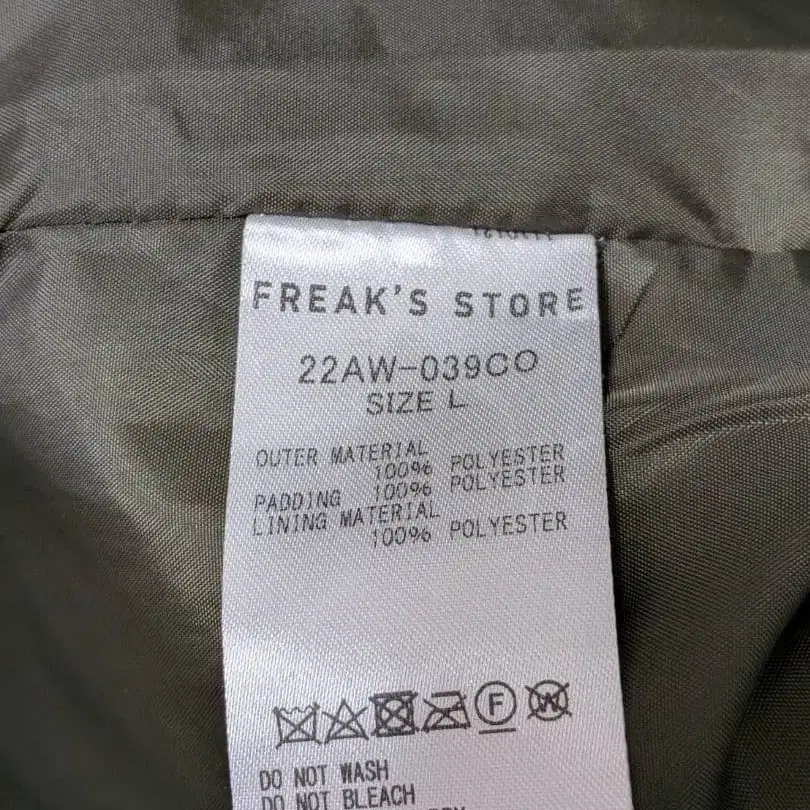 FREAK'S STORE
22AW-039CO
SIZE L
OUTER MATERIAL
100% POLYESTER
PADDING 100% POLYESTER
LINING MATERIAL
100% POLYESTER
F W
DO NOT WASH
DO NOT BLEACH